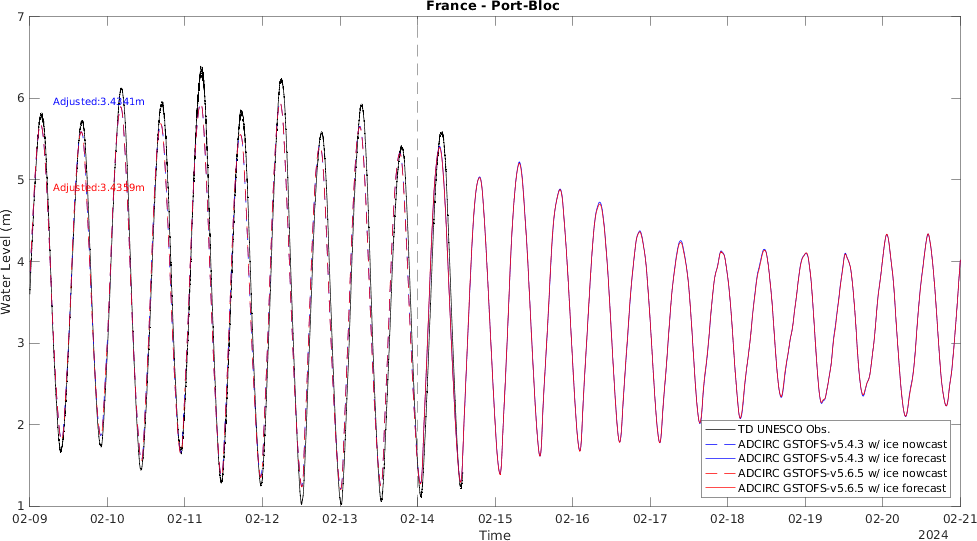 France - Port-Bloc
7
6
5
4
3
2
1
Water Level (m)
Adjusted:3.4341m
Adjusted:3.4359m
TD UNESCO Obs.
ADCIRC GSTOFS-v5.4.3 w/ ice nowcast
ADCIRC GSTOFS-v5.4.3 w/ ice forecast
ADCIRC GSTOFS-v5.6.5 w/ ice nowcast
ADCIRC GSTOFS-v5.6.5 w/ ice forecast
02-09 02-10 02-11 02-12 02-13 02-14 02-15 02-16 02-17 02-18 02-19 02-20 02-21
Time
2024